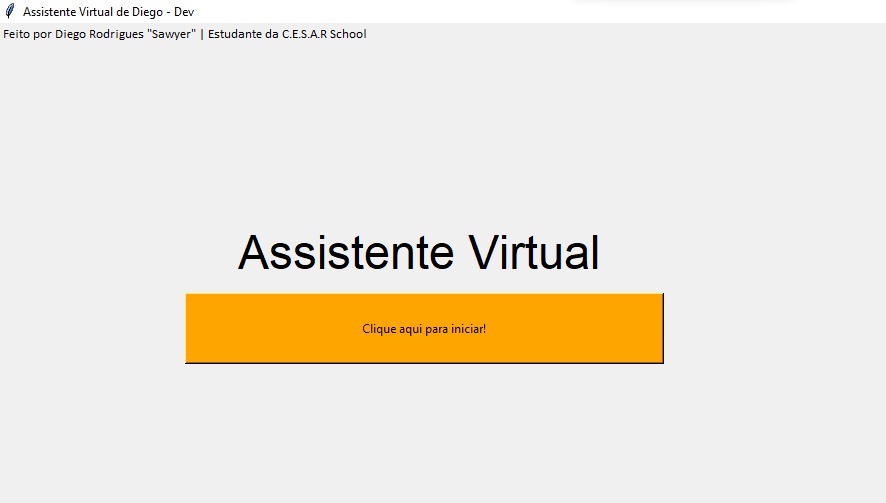 Assistente Virtual de Diego - Dev
Feito por Diego Rodrigues "Sawyer" | Estudante da C.E.S.A.R School
Assistente Virtual
Clique aqui para iniciar!